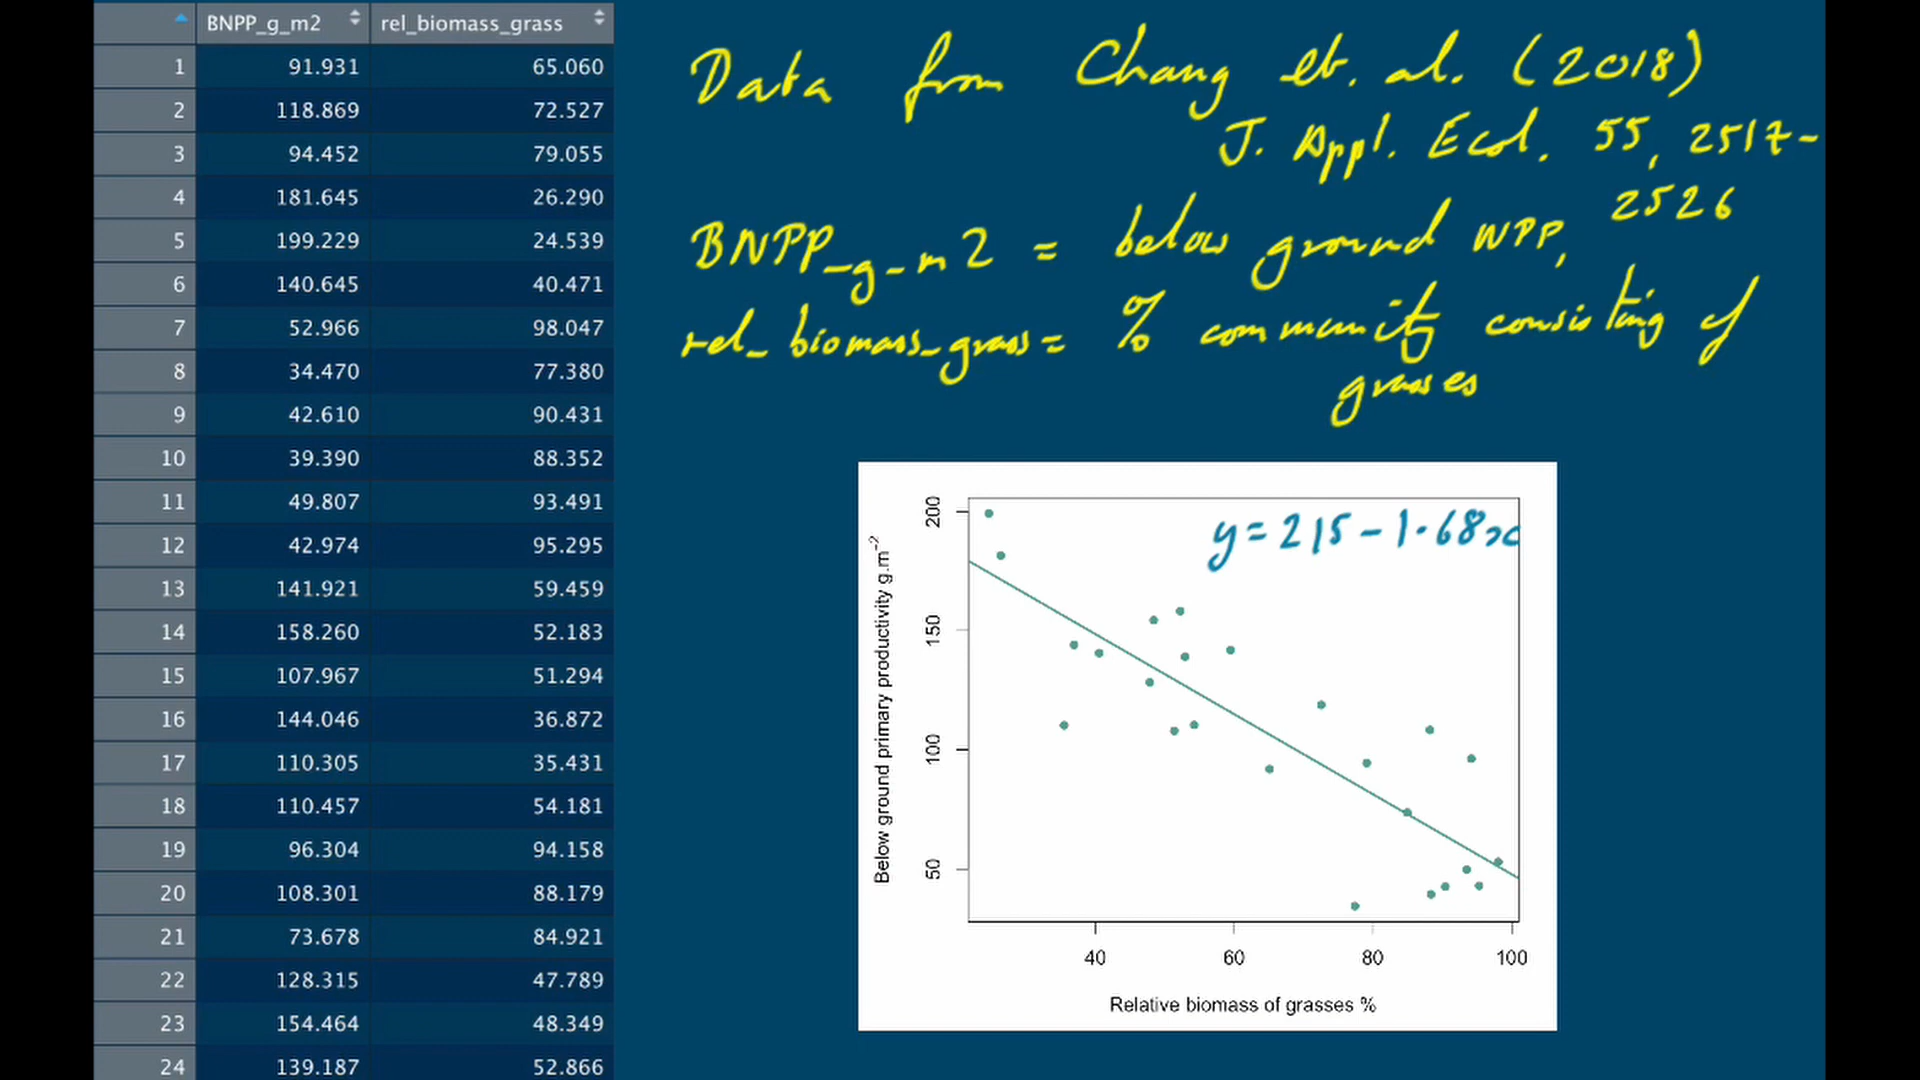 BNPP_g_m2 rel_biomass_grass
1 91.931 65.060
2 118.869 72.527
3 94.452 79.055
4 181.645 26.290
5 199.229 24.539
6 140.645 40.471
7 52.966 98.047
8 34.470 77.380
9 42.610 90.431
10 39.390 88.352
11 49.807 93.491
12 42.974 95.295
13 141.921 59.459
14 158.260 52.183
15 107.967 51.294
16 144.046 36.872
17 110.305 35.431
18 110.457 54.181
19 96.304 94.158
20 108.301 88.179
21 73.678 84.921
22 128.315 47.789
23 154.464 48.349
24 139.187 52.866
Data from Chang et. al. (2018)
J. Appl. Ecol. 55, 2517-
2526
BNPP_g_m2 = below ground NPP,
rel_biomass_grass = % community consisting of
grasses
y = 215 - 1.68x
Below ground primary productivity g.m-2
200
150
100
50
40 60 80 100
Relative biomass of grasses %